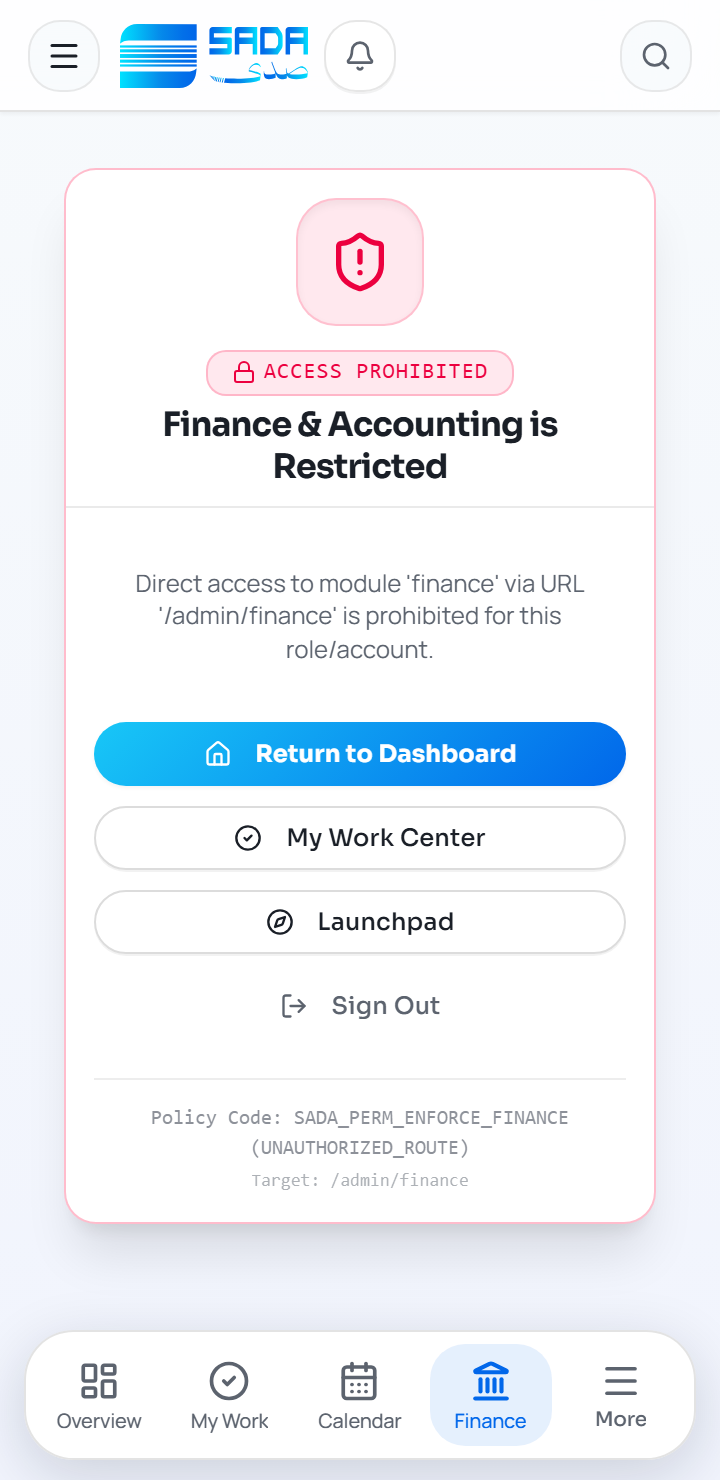 SADA
صدى
ACCESS PROHIBITED
Finance & Accounting is
Restricted
Direct access to module 'finance' via URL
'/admin/finance' is prohibited for this
role/account.
Return to Dashboard
My Work Center
Launchpad
Sign Out
Policy Code: SADA_PERM_ENFORCE_FINANCE
(UNAUTHORIZED_ROUTE)
Target: /admin/finance
Overview
My Work
Calendar
Finance
More